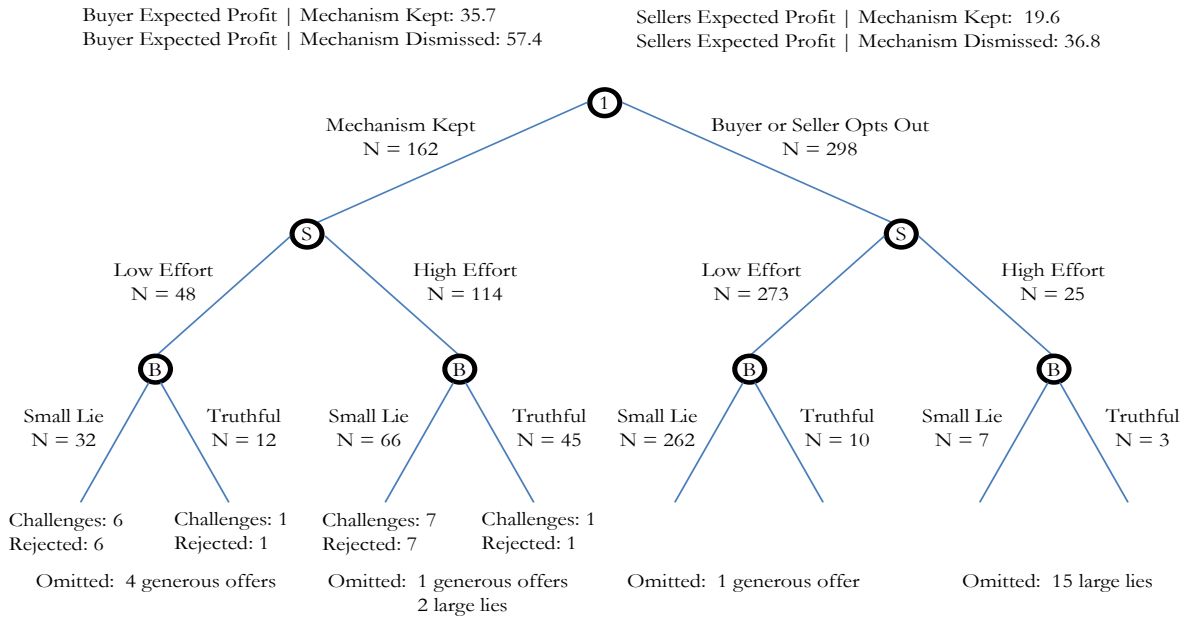 Buyer Expected Profit | Mechanism Kept: 35.7
Buyer Expected Profit | Mechanism Dismissed: 57.4
Sellers Expected Profit | Mechanism Kept: 19.6
Sellers Expected Profit | Mechanism Dismissed: 36.8
1
Mechanism Kept
N = 162
Buyer or Seller Opts Out
N = 298
S
S
Low Effort
N = 48
High Effort
N = 114
Low Effort
N = 273
High Effort
N = 25
B
B
B
B
Small Lie
N = 32
Truthful
N = 12
Small Lie
N = 66
Truthful
N = 45
Small Lie
N = 262
Truthful
N = 10
Small Lie
N = 7
Truthful
N = 3
Challenges: 6
Rejected: 6
Challenges: 1
Rejected: 1
Challenges: 7
Rejected: 7
Challenges: 1
Rejected: 1
Omitted: 4 generous offers
Omitted: 1 generous offers
2 large lies
Omitted: 1 generous offer
Omitted: 15 large lies